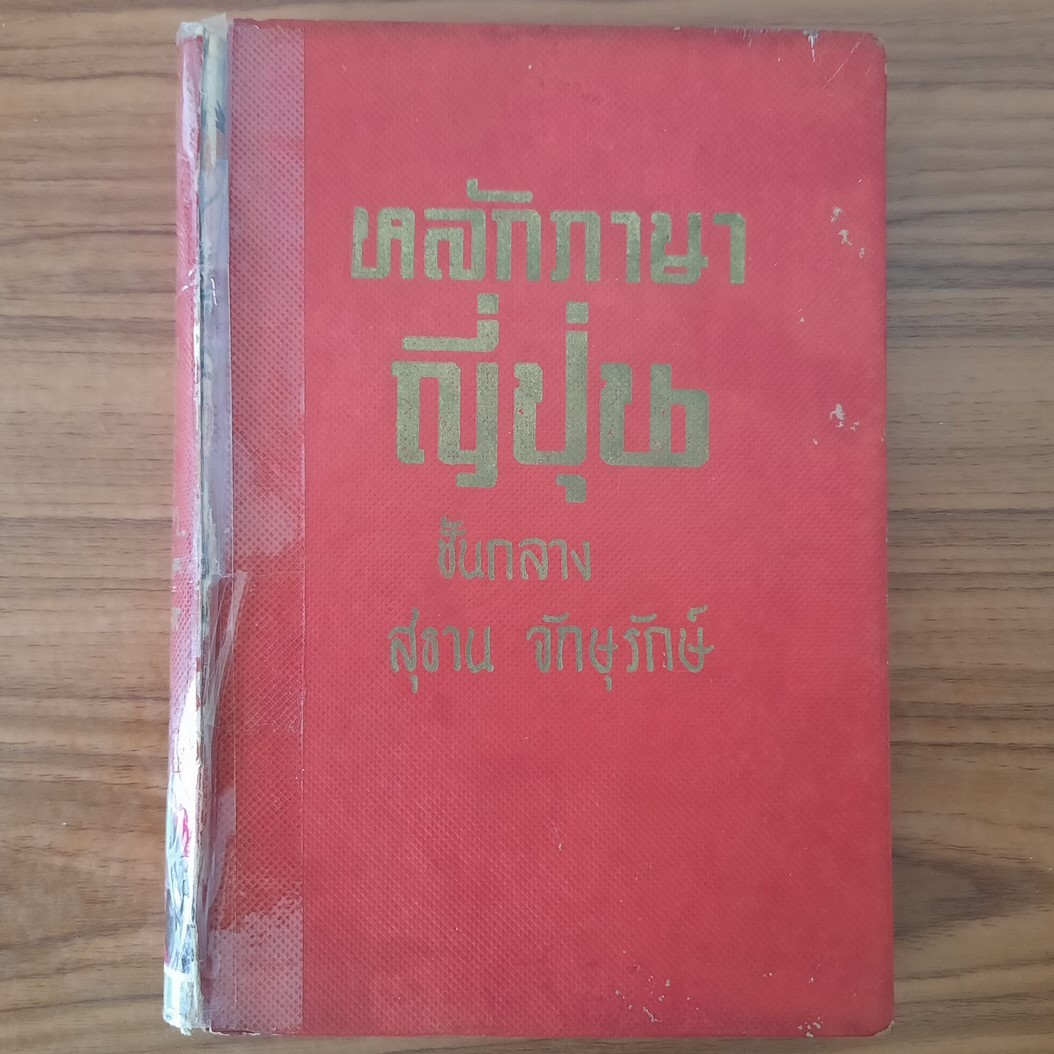 หลักภาษา
ญี่ปุ่น
ชั้นกลาง
สุธาน จักษุรักษ์